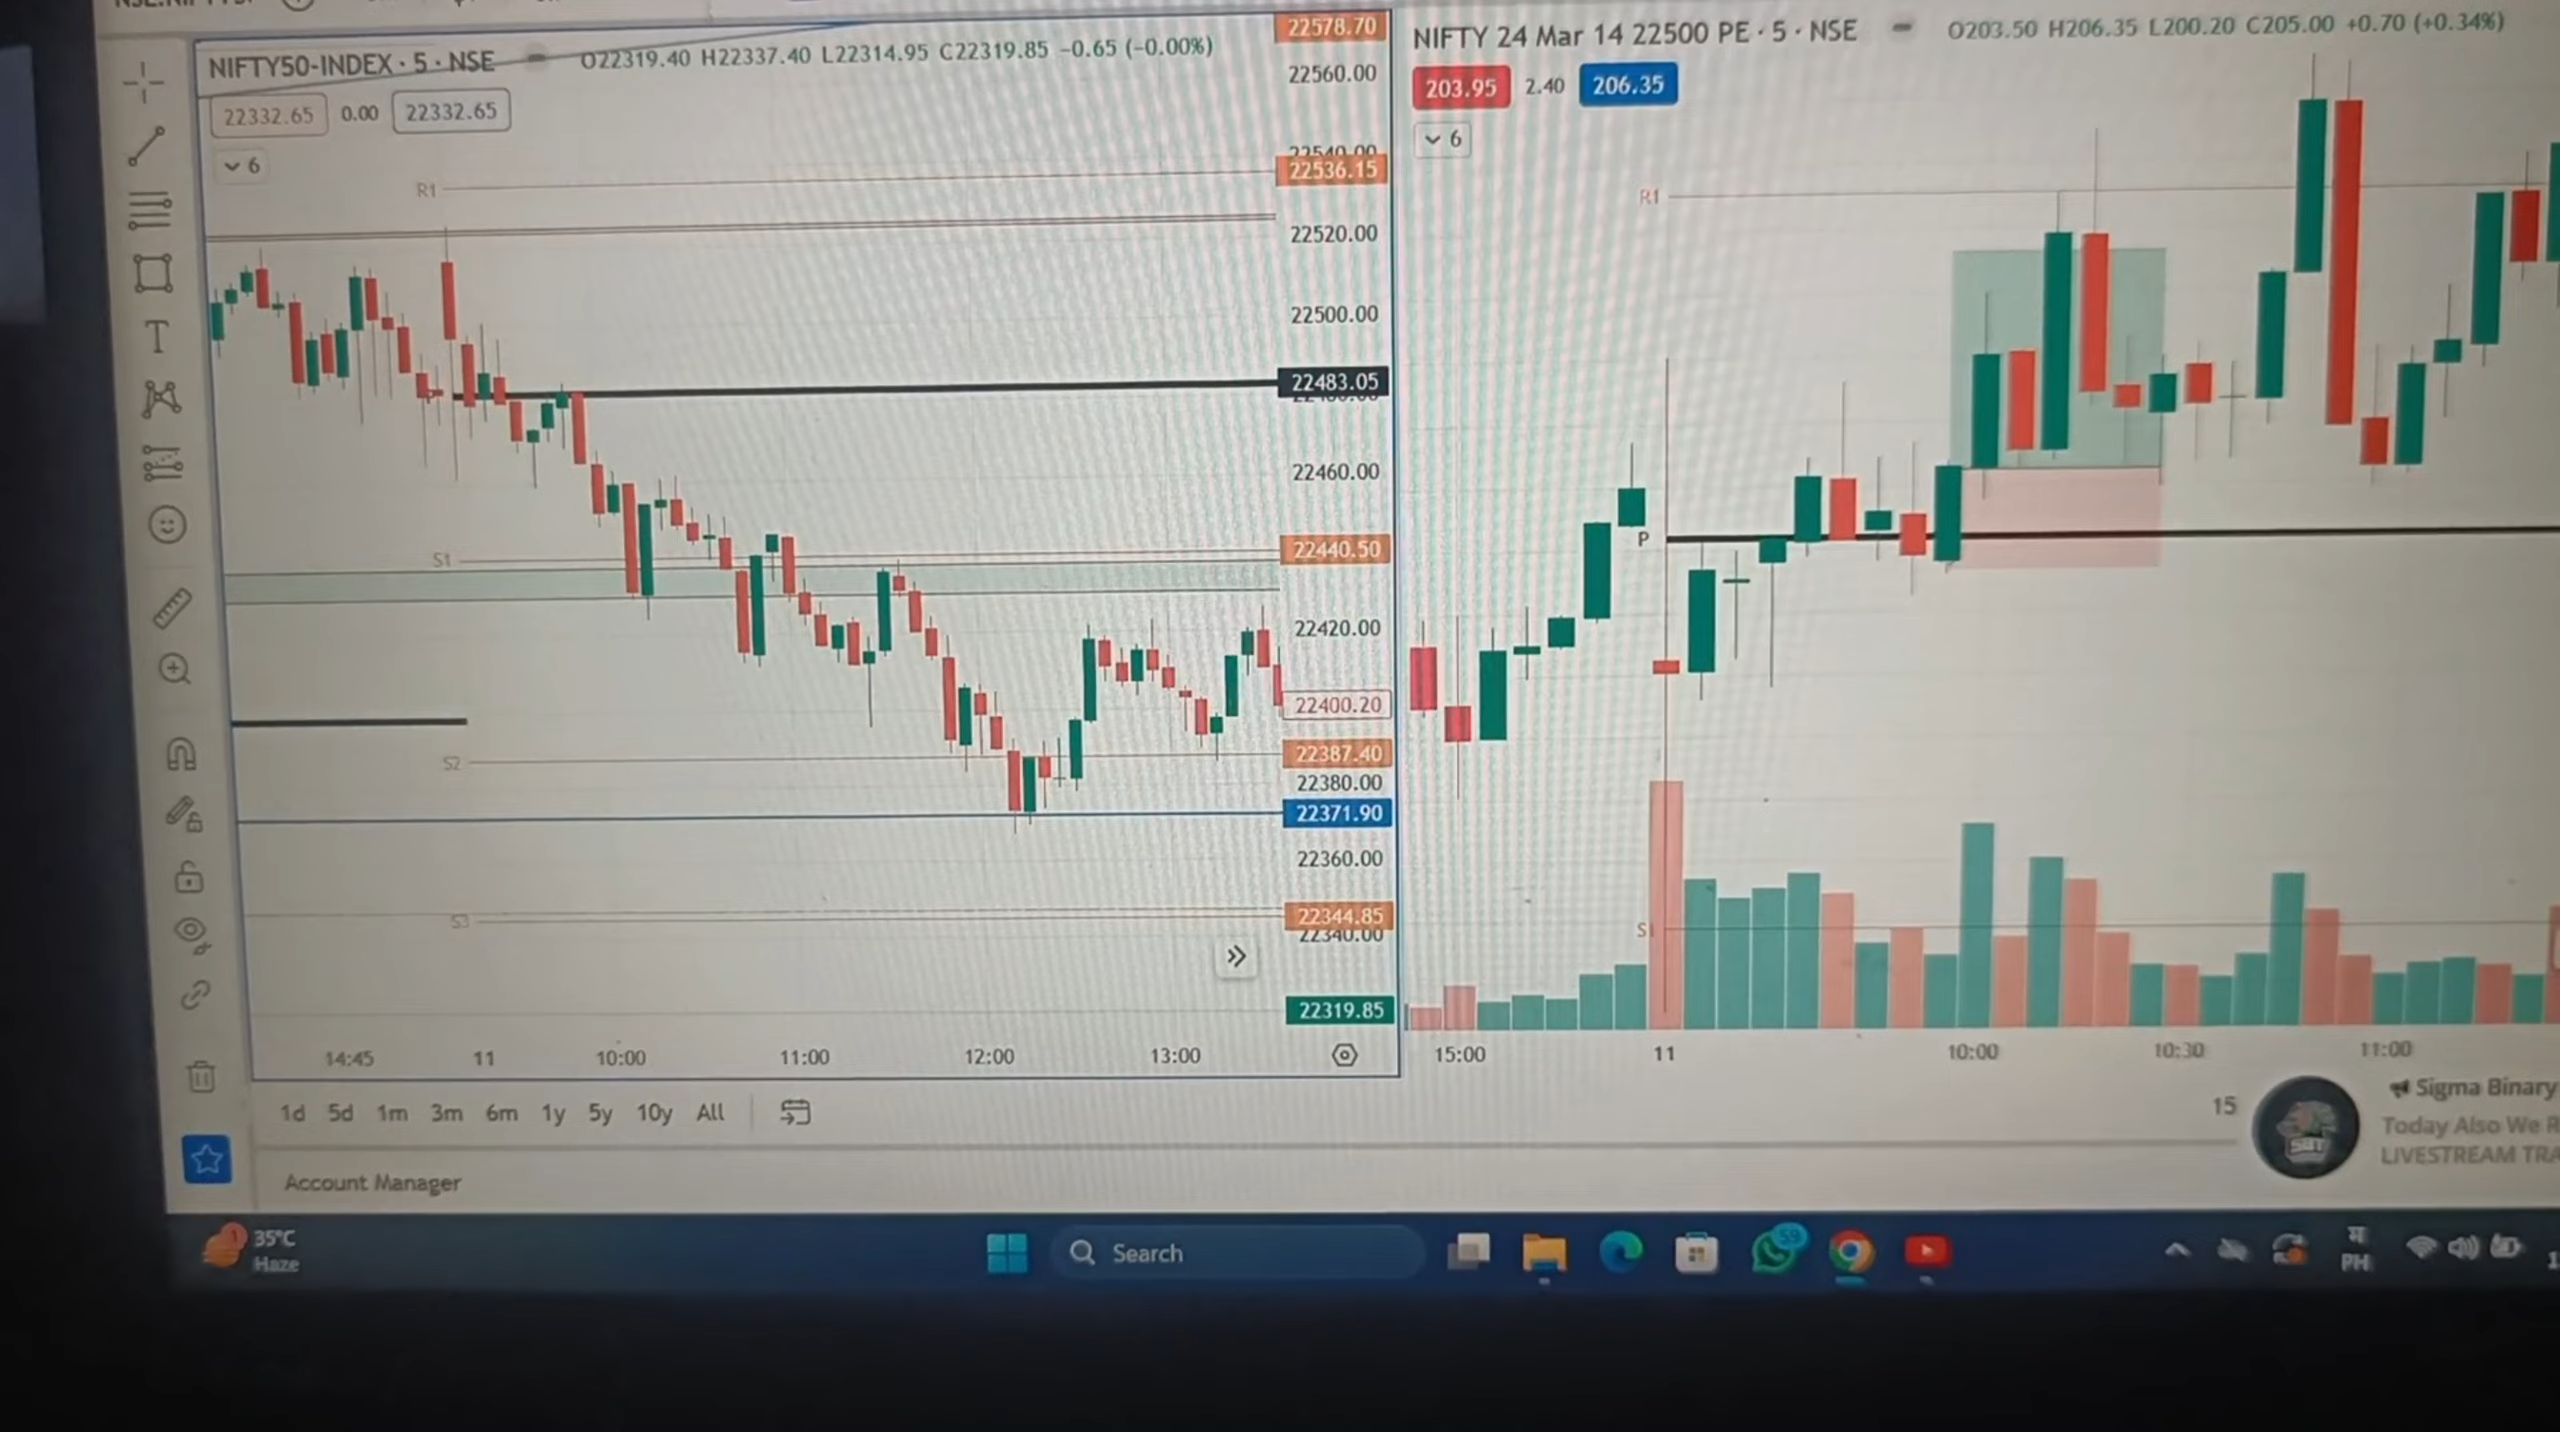 NIFTY50-INDEX · 5 · NSE
O22319.40 H22337.40 L22314.95 C22319.85 −0.65 (−0.00%)
22332.65 0.00 22332.65
6
R1
P
S1
S2
S3
22578.70
22560.00
22540.00
22536.15
22520.00
22500.00
22483.05
22460.00
22440.50
22420.00
22400.20
22387.40
22380.00
22371.90
22360.00
22344.85
22340.00
22319.85
14:45 11 10:00 11:00 12:00 13:00
NIFTY 24 Mar 14 22500 PE · 5 · NSE
O203.50 H206.35 L200.20 C205.00 +0.70 (+0.34%)
203.95 2.40 206.35
6
R1
P
S1
15:00 11 10:00 10:30 11:00
1d 5d 1m 3m 6m 1y 5y 10y All
15
Sigma Binary
Today Also We R
LIVESTREAM TRA
SBT
Account Manager
1
35°C
Haze
Search
59
PH